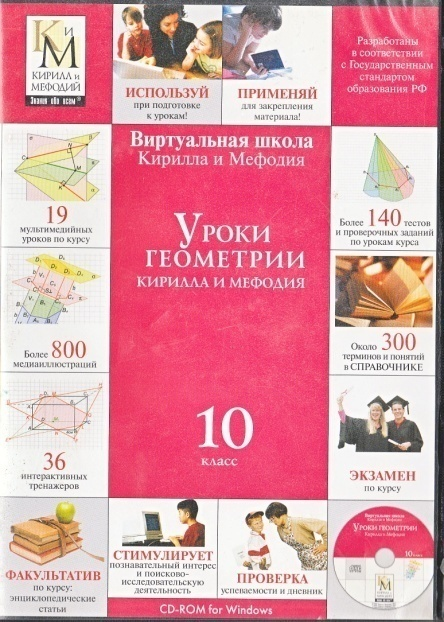 К и М
КИРИЛЛ и
МЕФОДИЙ
Знания обо всем®
ИСПОЛЬЗУЙ
при подготовке
к урокам!
ПРИМЕНЯЙ
для закрепления
материала!
Разработаны
в соответствии
с Государственным
стандартом
образования РФ
Виртуальная школа
Кирилла и Мефодия
19
мультимедийных
уроков по курсу
Более 140 тестов
и проверочных заданий
по урокам курса
УРОКИ
ГЕОМЕТРИИ
КИРИЛЛА И МЕФОДИЯ
Более 800
медиаиллюстраций
Около 300
терминов и понятий
в СПРАВОЧНИКЕ
10
КЛАСС
36
интерактивных
тренажеров
ЭКЗАМЕН
по курсу
ФАКУЛЬТАТИВ
по курсу:
энциклопедические
статьи
СТИМУЛИРУЕТ
познавательный интерес
и поисково-
исследовательскую
деятельность
ПРОВЕРКА
успеваемости и дневник
CD-ROM for Windows
Виртуальная школа
Кирилла и Мефодия
УРОКИ ГЕОМЕТРИИ
Кирилла и Мефодия
10 класс
К и М